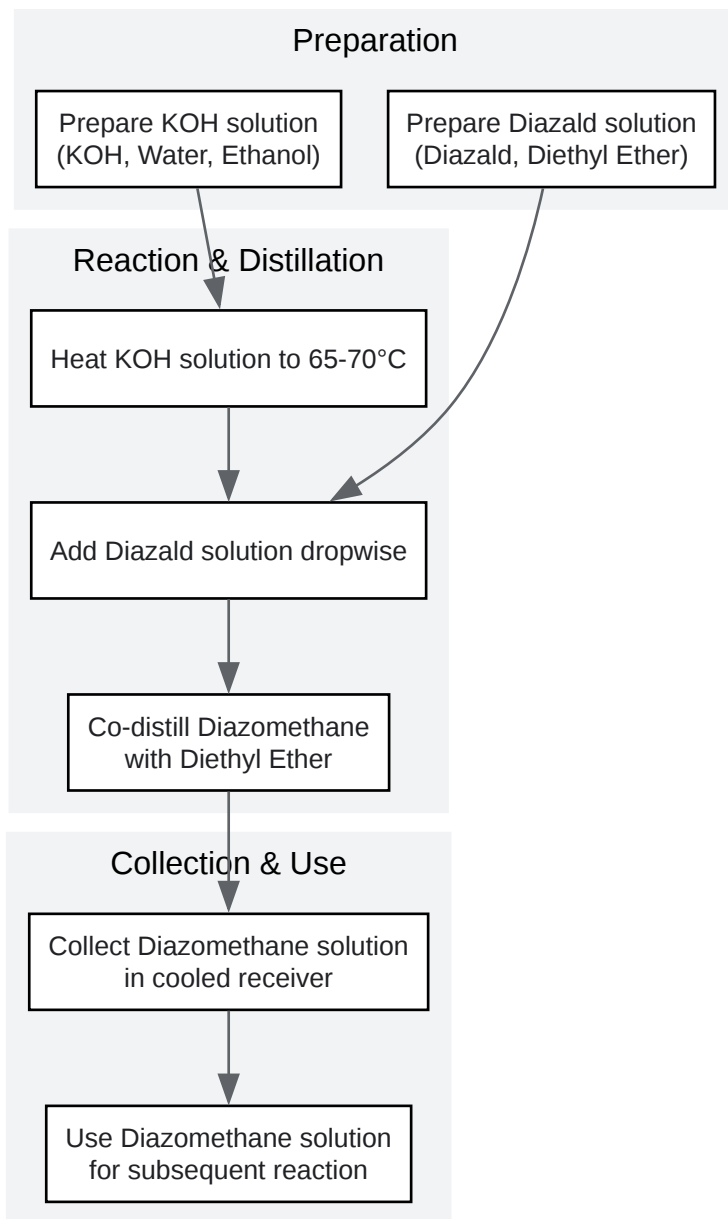 Preparation
Prepare KOH solution
(KOH, Water, Ethanol)
Prepare Diazald solution
(Diazald, Diethyl Ether)
Reaction & Distillation
Heat KOH solution to 65-70°C
Add Diazald solution dropwise
Co-distill Diazomethane
with Diethyl Ether
Collection & Use
Collect Diazomethane solution
in cooled receiver
Use Diazomethane solution
for subsequent reaction